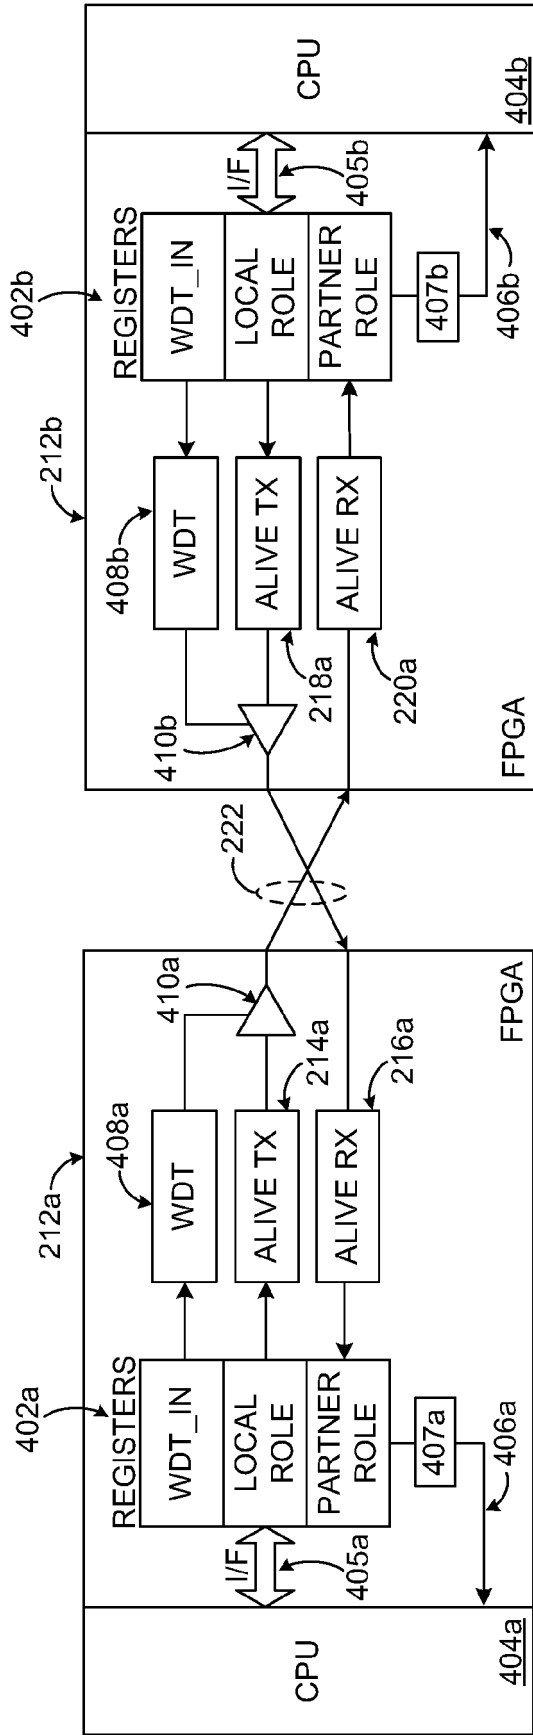 212a
402a
REGISTERS
408a
WDT_IN
WDT
410a
I/F
LOCAL
ROLE
ALIVE TX
214a
CPU
405a
PARTNER
ROLE
ALIVE RX
216a
407a
406a
404a
FPGA
222
212b
402b
REGISTERS
408b
WDT
WDT_IN
410b
ALIVE TX
218a
LOCAL
ROLE
I/F
405b
CPU
ALIVE RX
220a
PARTNER
ROLE
407b
406b
404b
FPGA